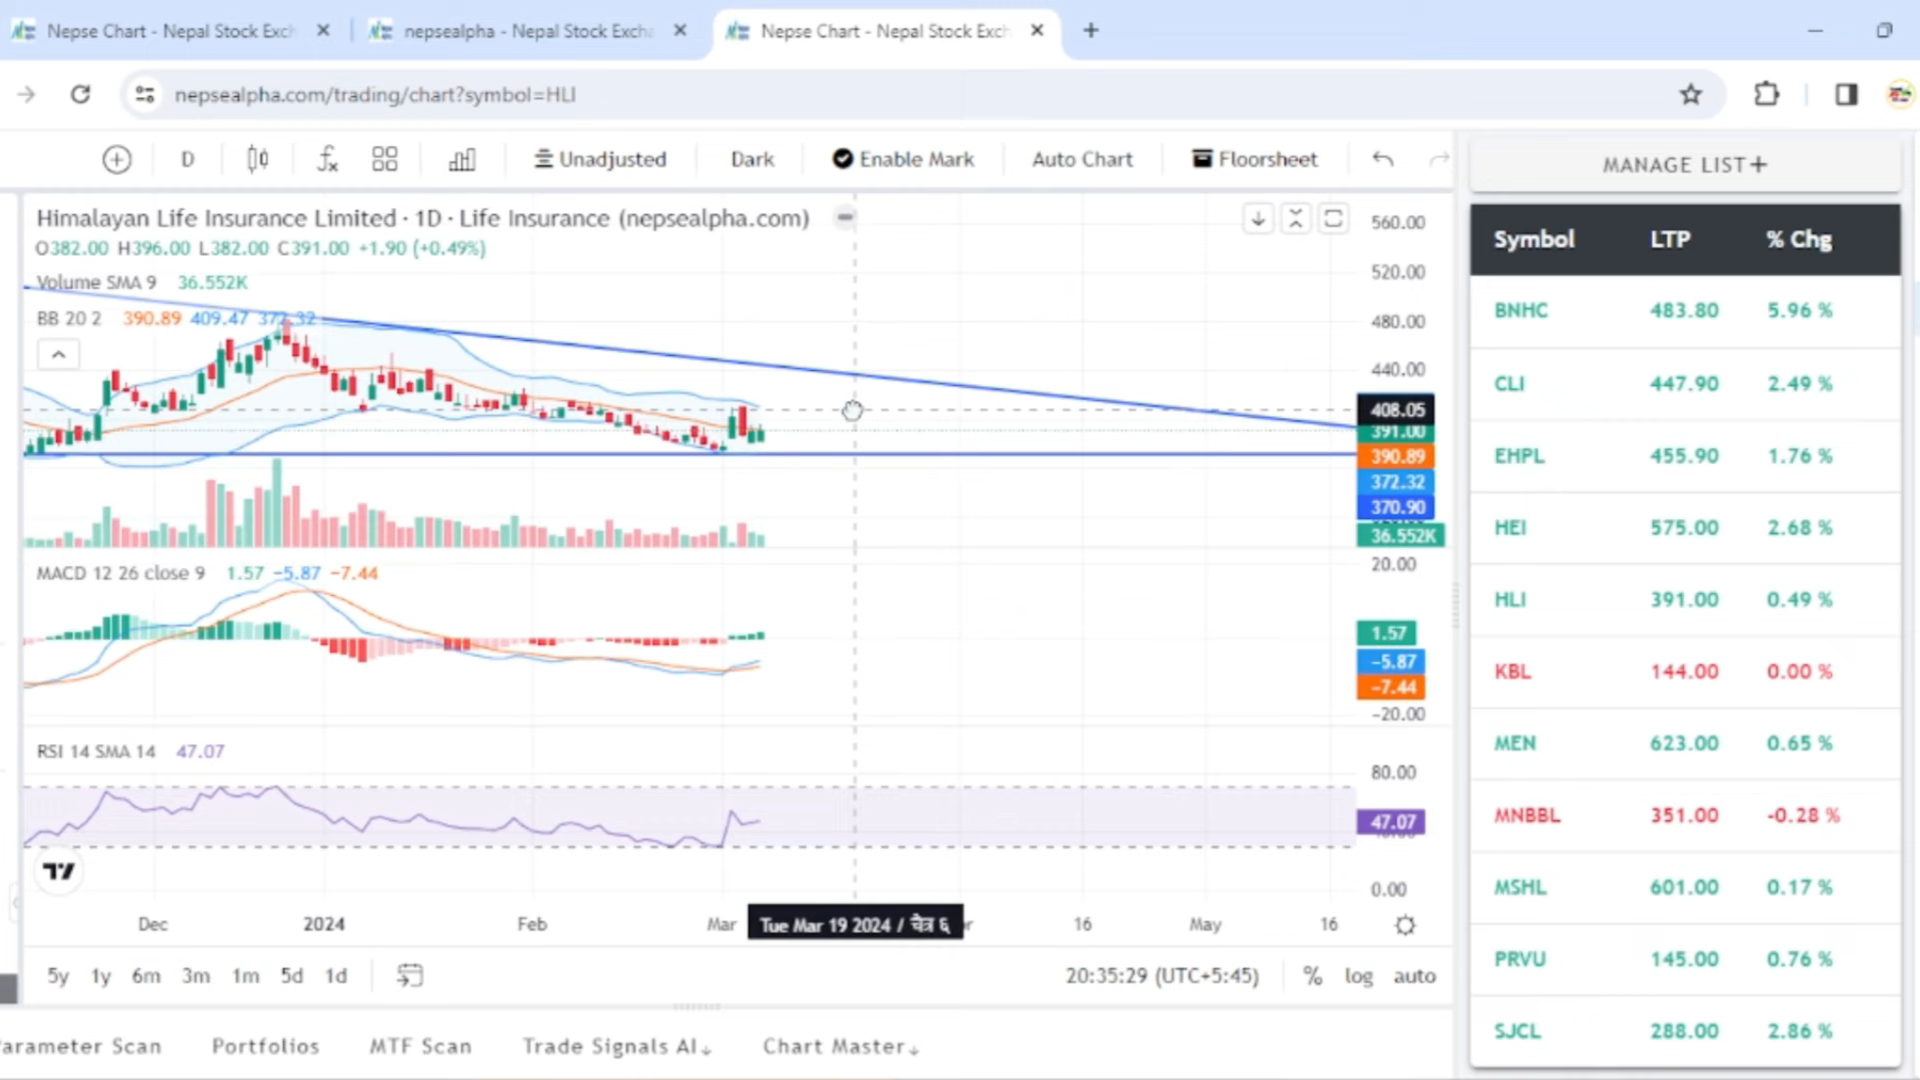 Nepse Chart - Nepal Stock Exch
nepsealpha - Nepal Stock Excha
Nepse Chart - Nepal Stock Exch
nepsealpha.com/trading/chart?symbol=HLI
D
Unadjusted
Dark
Enable Mark
Auto Chart
Floorsheet
Himalayan Life Insurance Limited · 1D · Life Insurance (nepsealpha.com)
O382.00 H396.00 L382.00 C391.00 +1.90 (+0.49%)
Volume SMA 9 36.552K
BB 20 2 390.89 409.47 372.32
560.00
520.00
480.00
440.00
408.05
391.00
390.89
372.32
370.90
36.552K
MACD 12 26 close 9 1.57 −5.87 −7.44
20.00
1.57
−5.87
−7.44
−20.00
RSI 14 SMA 14 47.07
80.00
47.07
0.00
Dec 2024 Feb Mar Tue Mar 19 2024 / चैत्र ६ 16 May 16
5y 1y 6m 3m 1m 5d 1d
20:35:29 (UTC+5:45) % log auto
arameter Scan Portfolios MTF Scan Trade Signals AI↓ Chart Master↓
MANAGE LIST+
Symbol LTP % Chg
BNHC 483.80 5.96 %
CLI 447.90 2.49 %
EHPL 455.90 1.76 %
HEI 575.00 2.68 %
HLI 391.00 0.49 %
KBL 144.00 0.00 %
MEN 623.00 0.65 %
MNBBL 351.00 -0.28 %
MSHL 601.00 0.17 %
PRVU 145.00 0.76 %
SJCL 288.00 2.86 %